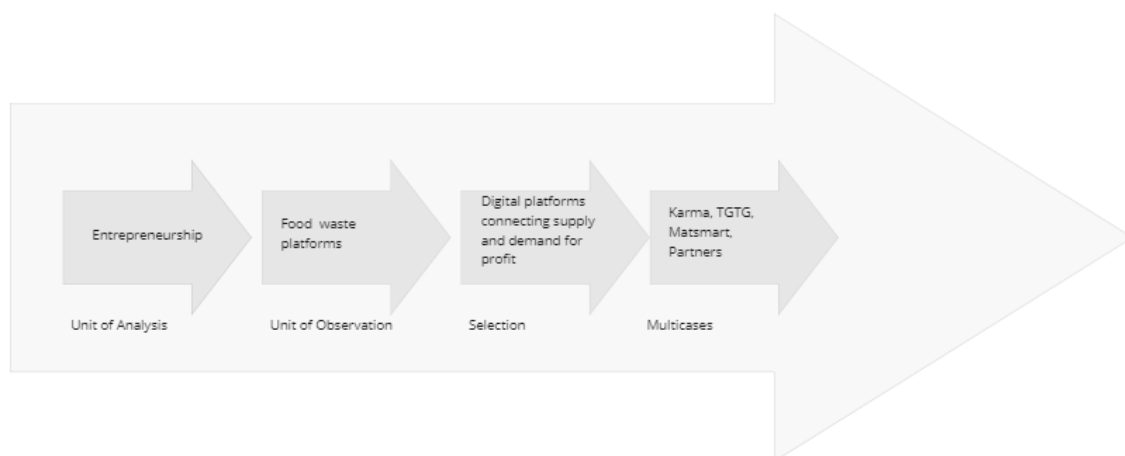 Entrepreneurship
Food waste
platforms
Digital platforms
connecting supply
and demand for
profit
Karma, TGTG,
Matsmart,
Partners
Unit of Analysis
Unit of Observation
Selection
Multicases